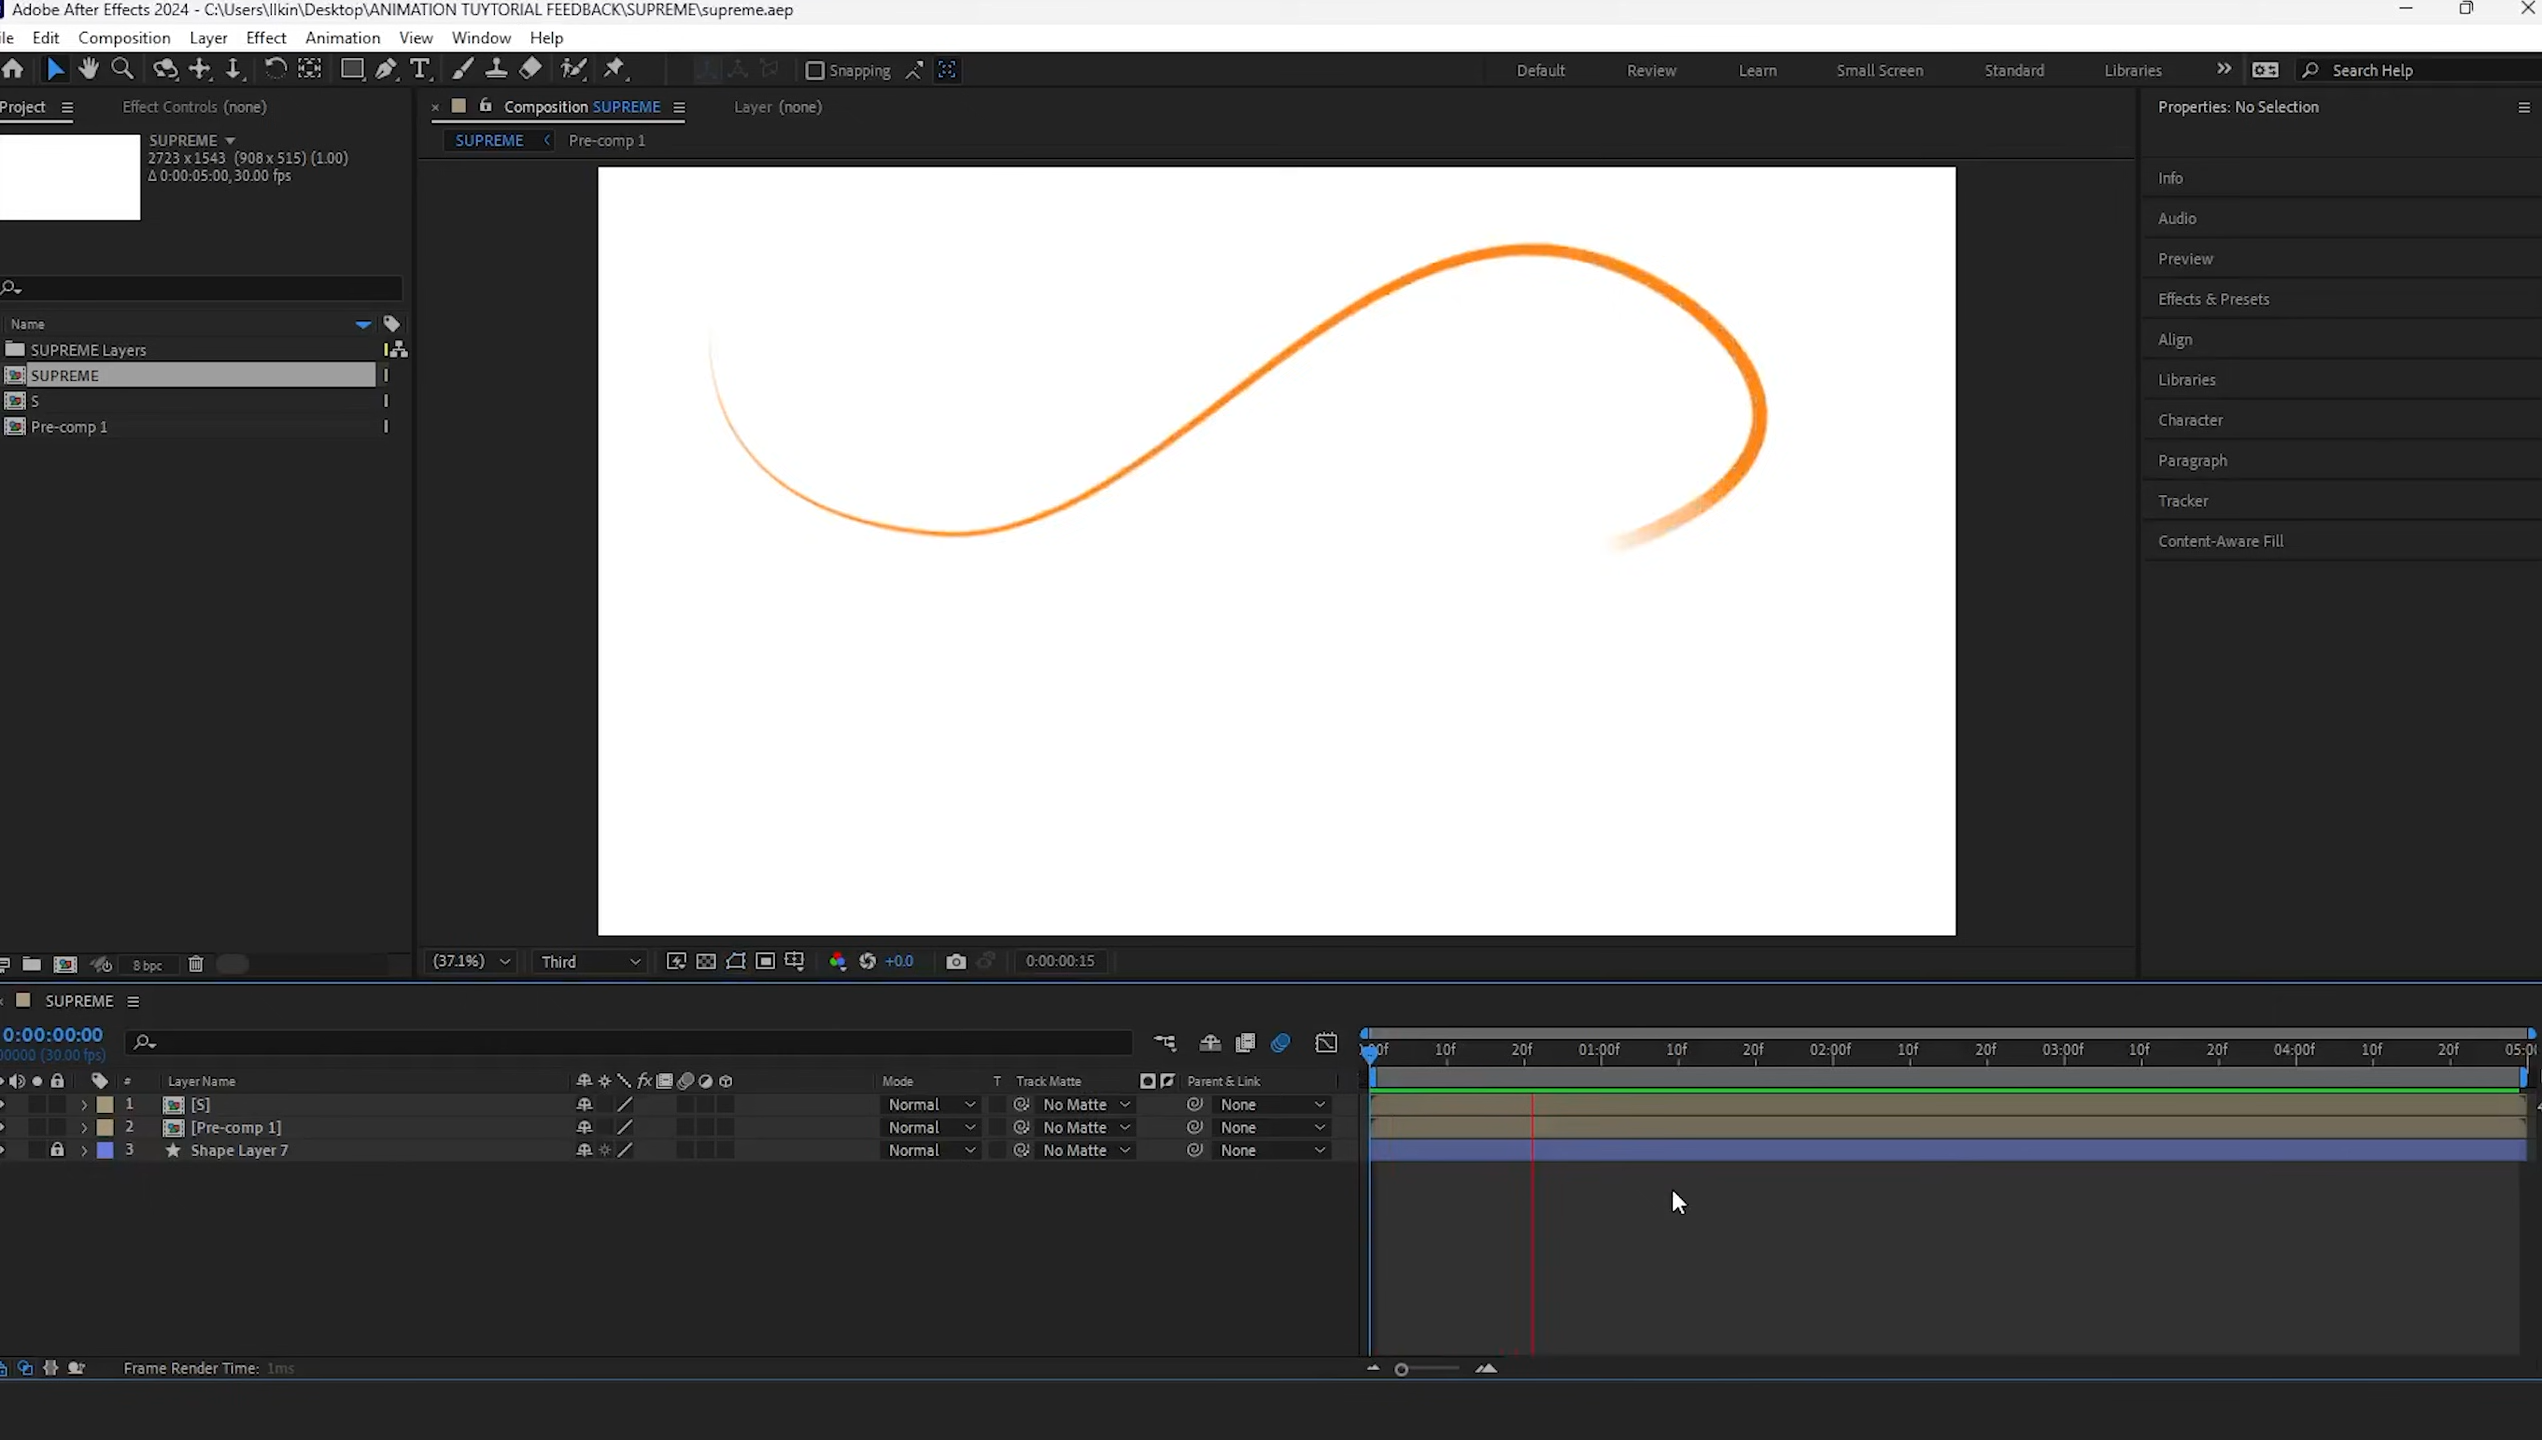 Adobe After Effects 2024 - C:\Users\Ilkin\Desktop\ANIMATION TUYTORIAL FEEDBACK\SUPREME\supreme.aep
ile Edit Composition Layer Effect Animation View Window Help
Snapping Default Review Learn Small Screen Standard Libraries Search Help
Project Effect Controls (none) Composition SUPREME Layer (none) Properties: No Selection
SUPREME Pre-comp 1
SUPREME
2723 x 1543 (908 x 515) (1.00)
Δ 0:00:05:00, 30.00 fps
Info
Audio
Preview
Effects & Presets
Align
Libraries
Character
Paragraph
Tracker
Content-Aware Fill
Name
SUPREME Layers
SUPREME
S
Pre-comp 1
8 bpc (37.1%) Third +0.0 0:00:00:15
SUPREME
0:00:00:00
00000 (30.00 fps)
:00f 10f 20f 01:00f 10f 20f 02:00f 10f 20f 03:00f 10f 20f 04:00f 10f 20f 05:0
# Layer Name fx Mode T Track Matte Parent & Link
1 [S] Normal No Matte None
2 [Pre-comp 1] Normal No Matte None
3 Shape Layer 7 Normal No Matte None
Frame Render Time: 1ms